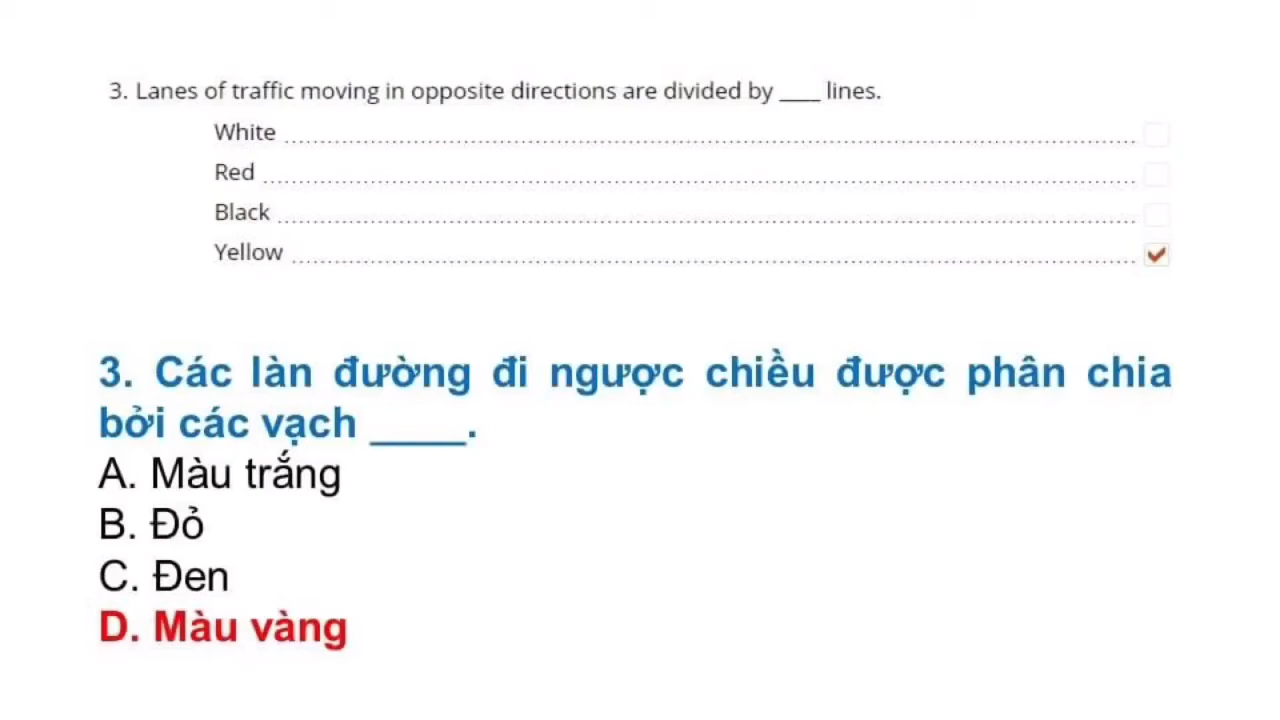 3. Lanes of traffic moving in opposite directions are divided by ____ lines.
White
Red
Black
Yellow
3. Các làn đường đi ngược chiều được phân chia
bởi các vạch ____.
A. Màu trắng
B. Đỏ
C. Đen
D. Màu vàng